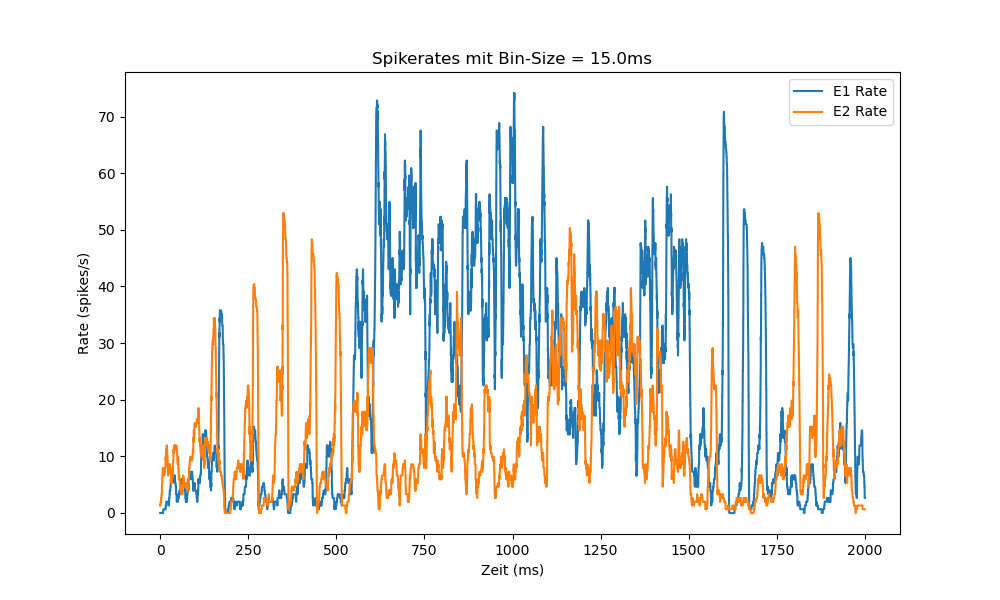 Spikerates mit Bin-Size = 15.0ms
E1 Rate
E2 Rate
Rate (spikes/s)
70
60
50
40
30
20
10
0
0 250 500 750 1000 1250 1500 1750 2000
Zeit (ms)